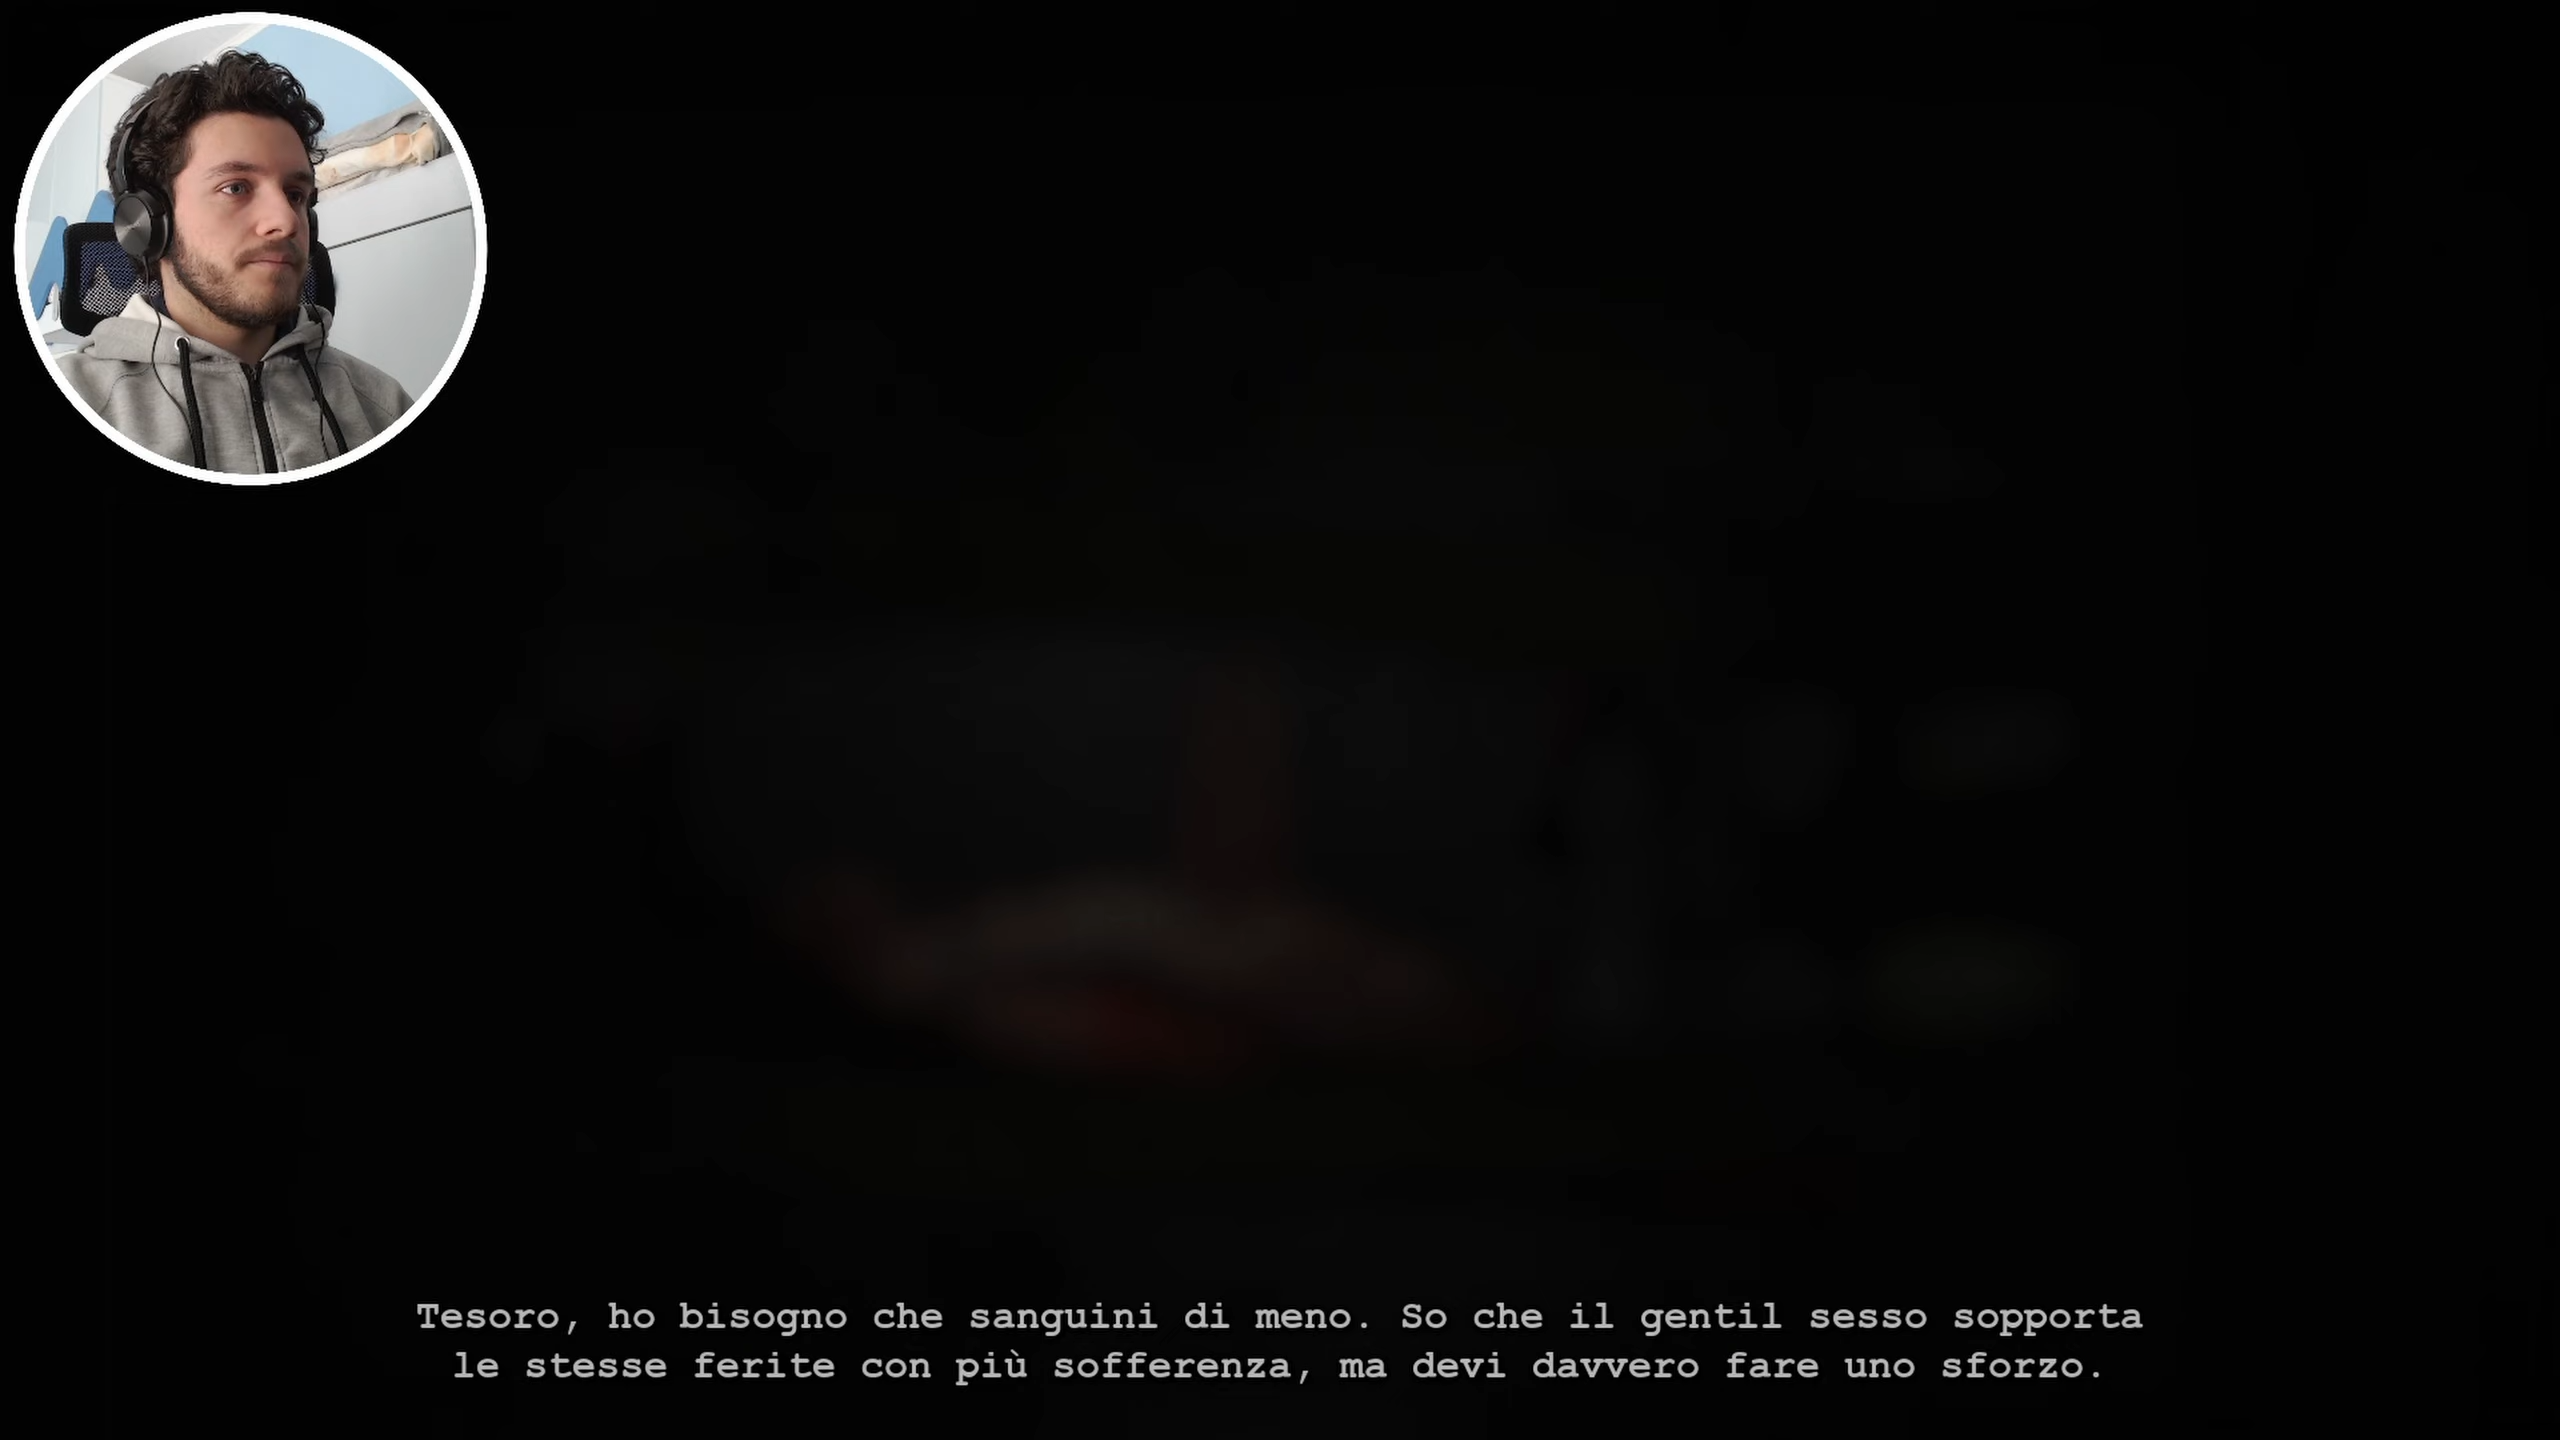 Tesoro, ho bisogno che sanguini di meno. So che il gentil sesso sopporta
le stesse ferite con più sofferenza, ma devi davvero fare uno sforzo.